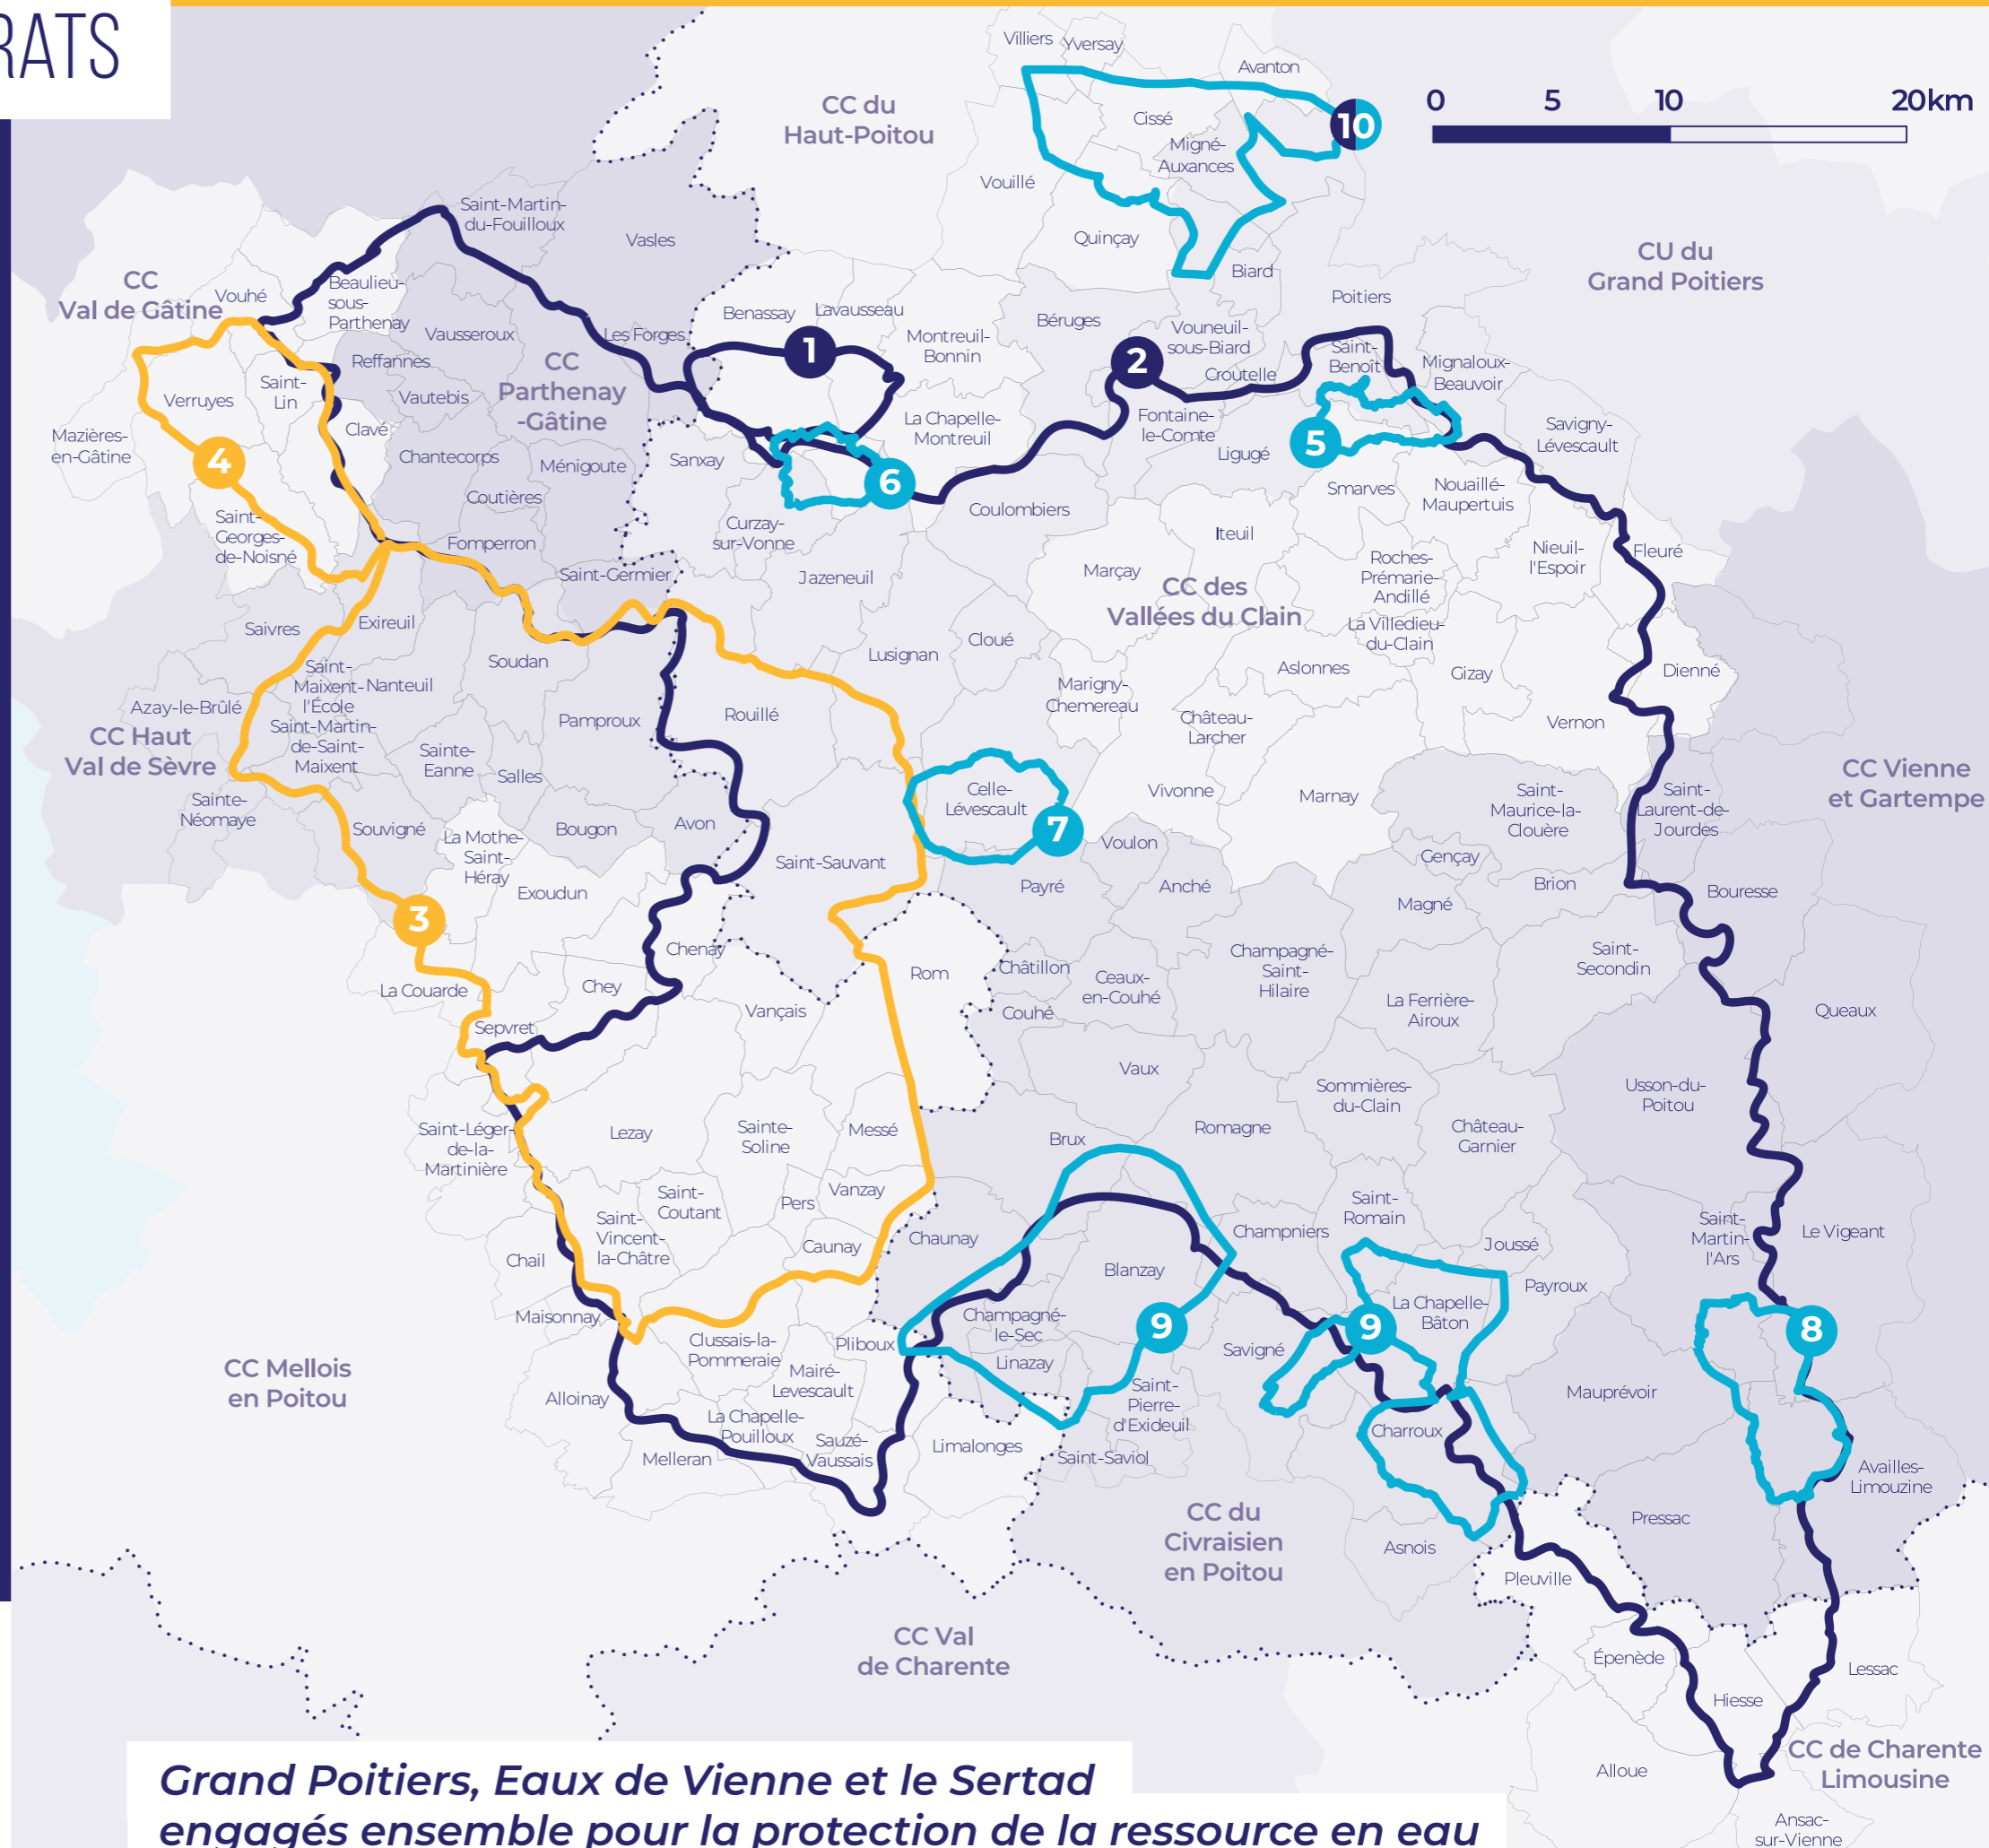 RATS
Villiers
Yversay
Avanton
0 5 10 20km
CC du
Haut-Poitou
Cissé
10
Migné-
Auxances
Vouillé
Saint-Martin-
du-Fouilloux
Vasles
Quinçay
Biard
CU du
Grand Poitiers
CC
Val de Gâtine
Vouhé
Beaulieu-
sous-
Parthenay
Benassay
Lavausseau
Béruges
Poitiers
Vausseroux
Les Forges
Montreuil-
Bonnin
Vouneuil-
sous-Biard
Saint-
Benoît
Mignaloux-
Beauvoir
1
2
Reffannes
CC
Parthenay
-Gâtine
Croutelle
Saint-
Lin
Verruyes
Vautebis
La Chapelle-
Montreuil
Fontaine-
le-Comte
Savigny-
Lévescault
Mazières-
en-Gâtine
Clavé
4
5
Chantecorps
Ménigoute
Sanxay
6
Ligugé
Smarves
Nouaillé-
Maupertuis
Coutières
Coulombiers
Saint-
Georges-
de-Noisné
Fomperron
Curzay-
sur-Vonne
Iteuil
Nieuil-
l'Espoir
Fleuré
Saint-Germier
Jazeneuil
Marçay
CC des
Vallées du Clain
Roches-
Prémarie-
Andillé
Saivres
Exireuil
La Villedieu-
du-Clain
Cloué
Lusignan
Soudan
Saint-
Maixent-
l'École
Nanteuil
Aslonnes
Gizay
Dienné
Azay-le-Brûlé
Marigny-
Chemereau
CC Haut
Val de Sèvre
Saint-Martin-
de-Saint-
Maixent
Pamproux
Rouillé
Château-
Larcher
Vernon
Sainte-
Eanne
Salles
CC Vienne
et Gartempe
Sainte-
Néomaye
Celle-
Lévescault
Vivonne
Marnay
Saint-
Maurice-la-
Clouère
Saint-
Laurent-de-
Jourdes
Souvigné
La Mothe-
Saint-
Héray
Bougon
Avon
7
Voulon
Saint-Sauvant
Gençay
Exoudun
Payré
Anché
Brion
Bouresse
Magné
3
Chenay
Rom
Châtillon
Champagné-
Saint-
Hilaire
Saint-
Secondin
La Couarde
Chey
Ceaux-
en-Couhé
Vançais
Couhé
La Ferrière-
Airoux
Queaux
Sepvret
Vaux
Sommières-
du-Clain
Usson-du-
Poitou
Saint-Léger-
de-la-
Martinière
Lezay
Sainte-
Soline
Messé
Brux
Romagne
Château-
Garnier
Saint-
Coutant
Pers
Vanzay
Saint-
Vincent-
la-Châtre
Chaunay
Champniers
Saint-
Romain
Saint-
Martin-
l'Ars
Le Vigeant
Chail
Caunay
Joussé
Blanzay
Payroux
Maisonnay
Champagné-
le-Sec
La Chapelle-
Bâton
9
9
8
Clussais-la-
Pommeraie
Pliboux
Linazay
Savigné
CC Mellois
en Poitou
Mairé-
Levescault
Saint-
Pierre-
d'Exideuil
Mauprévoir
Alloinay
La Chapelle-
Pouilloux
Charroux
Sauzé-
Vaussais
Limalonges
Melleran
Saint-Saviol
Availles-
Limouzine
CC du
Civraisien
en Poitou
Pressac
Asnois
Pleuville
CC Val
de Charente
Épenède
Lessac
Hiesse
CC de Charente
Limousine
Alloue
Ansac-
sur-Vienne
Grand Poitiers, Eaux de Vienne et le Sertad
engagés ensemble pour la protection de la ressource en eau